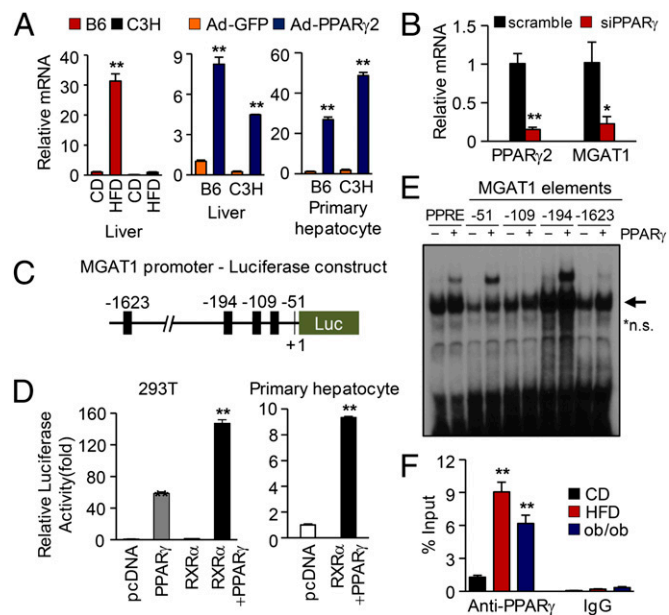 A
B6 C3H
Ad-GFP Ad-PPARγ2
Relative mRNA
40
30
20
10
0
**
CD
HFD
CD
HFD
Liver
9
6
3
0
**
**
B6 C3H
Liver
60
40
20
0
**
**
B6 C3H
Primary
hepatocyte
B
scramble siPPARγ
Relative mRNA
1.5
1
0.5
0
**
*
PPARγ2 MGAT1
C
MGAT1 promoter - Luciferase construct
-1623 -194 -109 -51
//
Luc
+1
D
Relative Luciferase
Activity(fold)
293T
160
120
80
40
0
**
**
pcDNA
PPARγ
RXRα
RXRα
+PPARγ
Primary hepatocyte
10
8
6
4
2
0
**
pcDNA
RXRα
+PPARγ
E
MGAT1 elements
PPRE -51 -109 -194 -1623
– + – + – + – + – + PPARγ
*n.s.
F
% Input
12
9
6
3
0
**
**
CD
HFD
ob/ob
Anti-PPARγ IgG